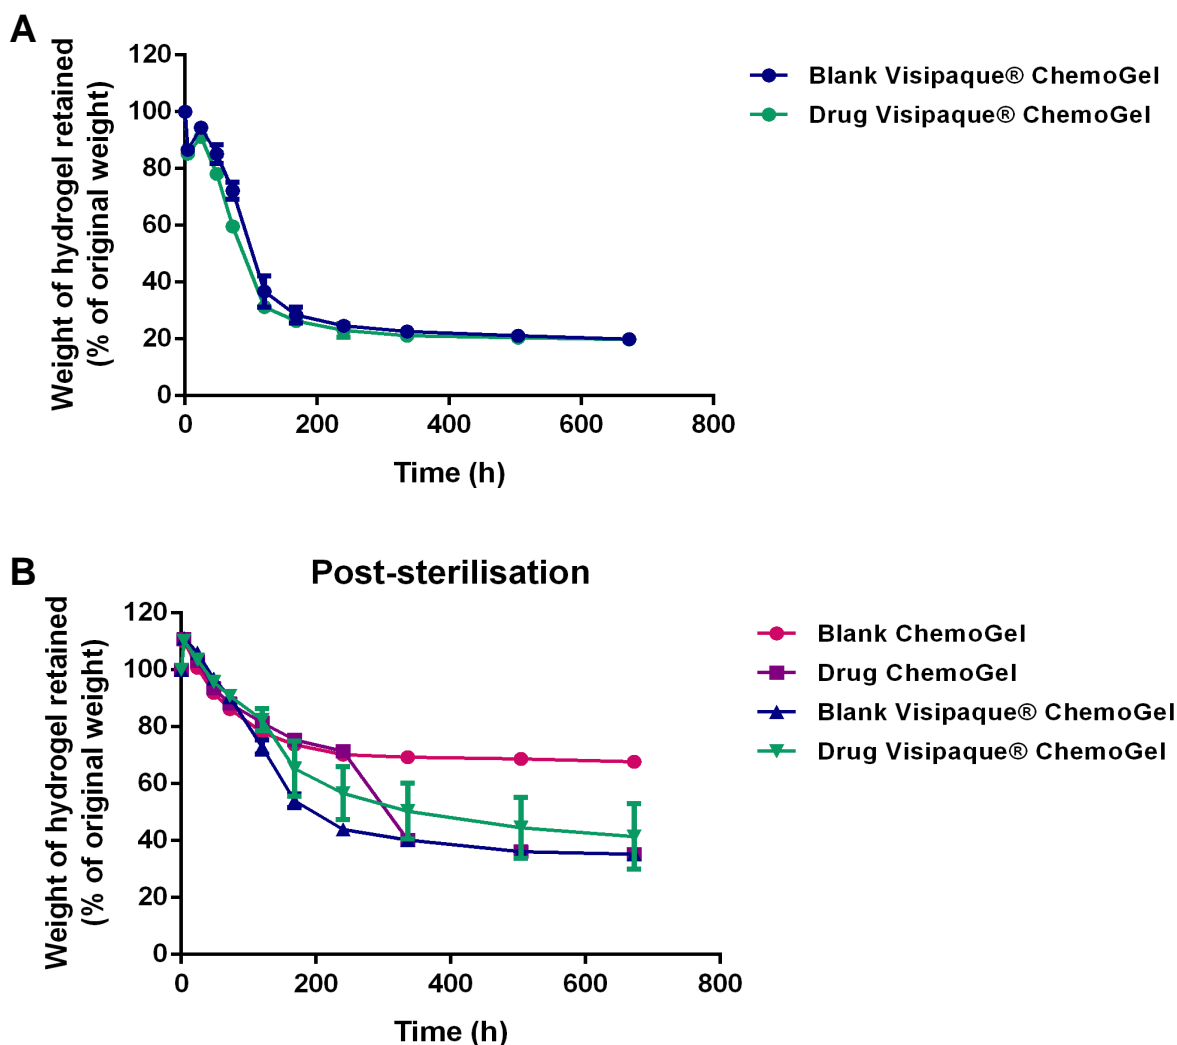 A
Weight of hydrogel retained
(% of original weight)
120
100
80
60
40
20
0
0 200 400 600 800
Time (h)
Blank Visipaque® ChemoGel
Drug Visipaque® ChemoGel
B
Post-sterilisation
Weight of hydrogel retained
(% of original weight)
120
100
80
60
40
20
0
0 200 400 600 800
Time (h)
Blank ChemoGel
Drug ChemoGel
Blank Visipaque® ChemoGel
Drug Visipaque® ChemoGel